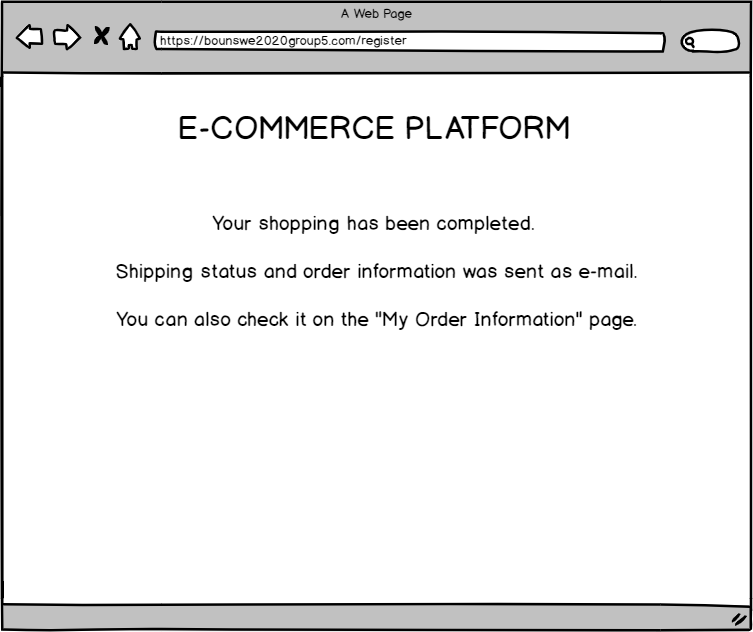 A Web Page
https://bounswe2020group5.com/register
E-COMMERCE PLATFORM
Your shopping has been completed.
Shipping status and order information was sent as e-mail.
You can also check it on the "My Order Information" page.